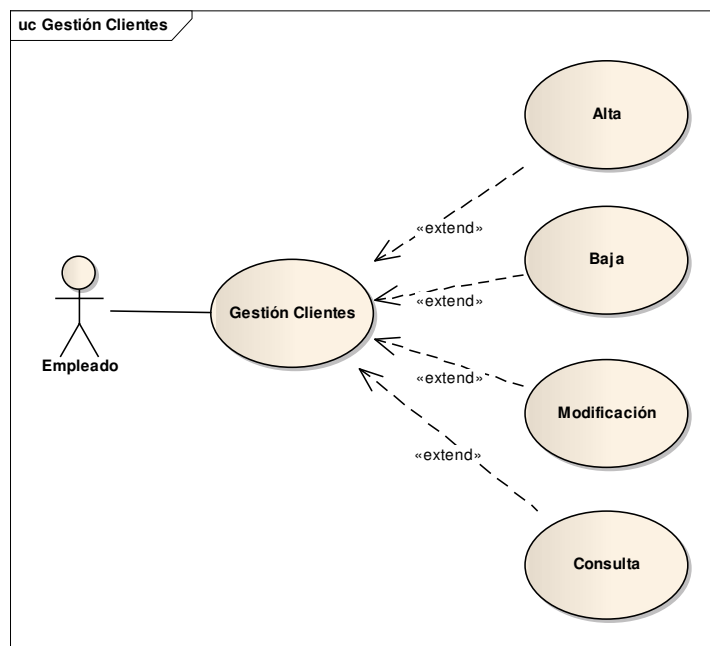 uc Gestión Clientes
Alta
«extend»
Baja
«extend»
Gestión Clientes
Empleado
«extend»
Modificación
«extend»
Consulta